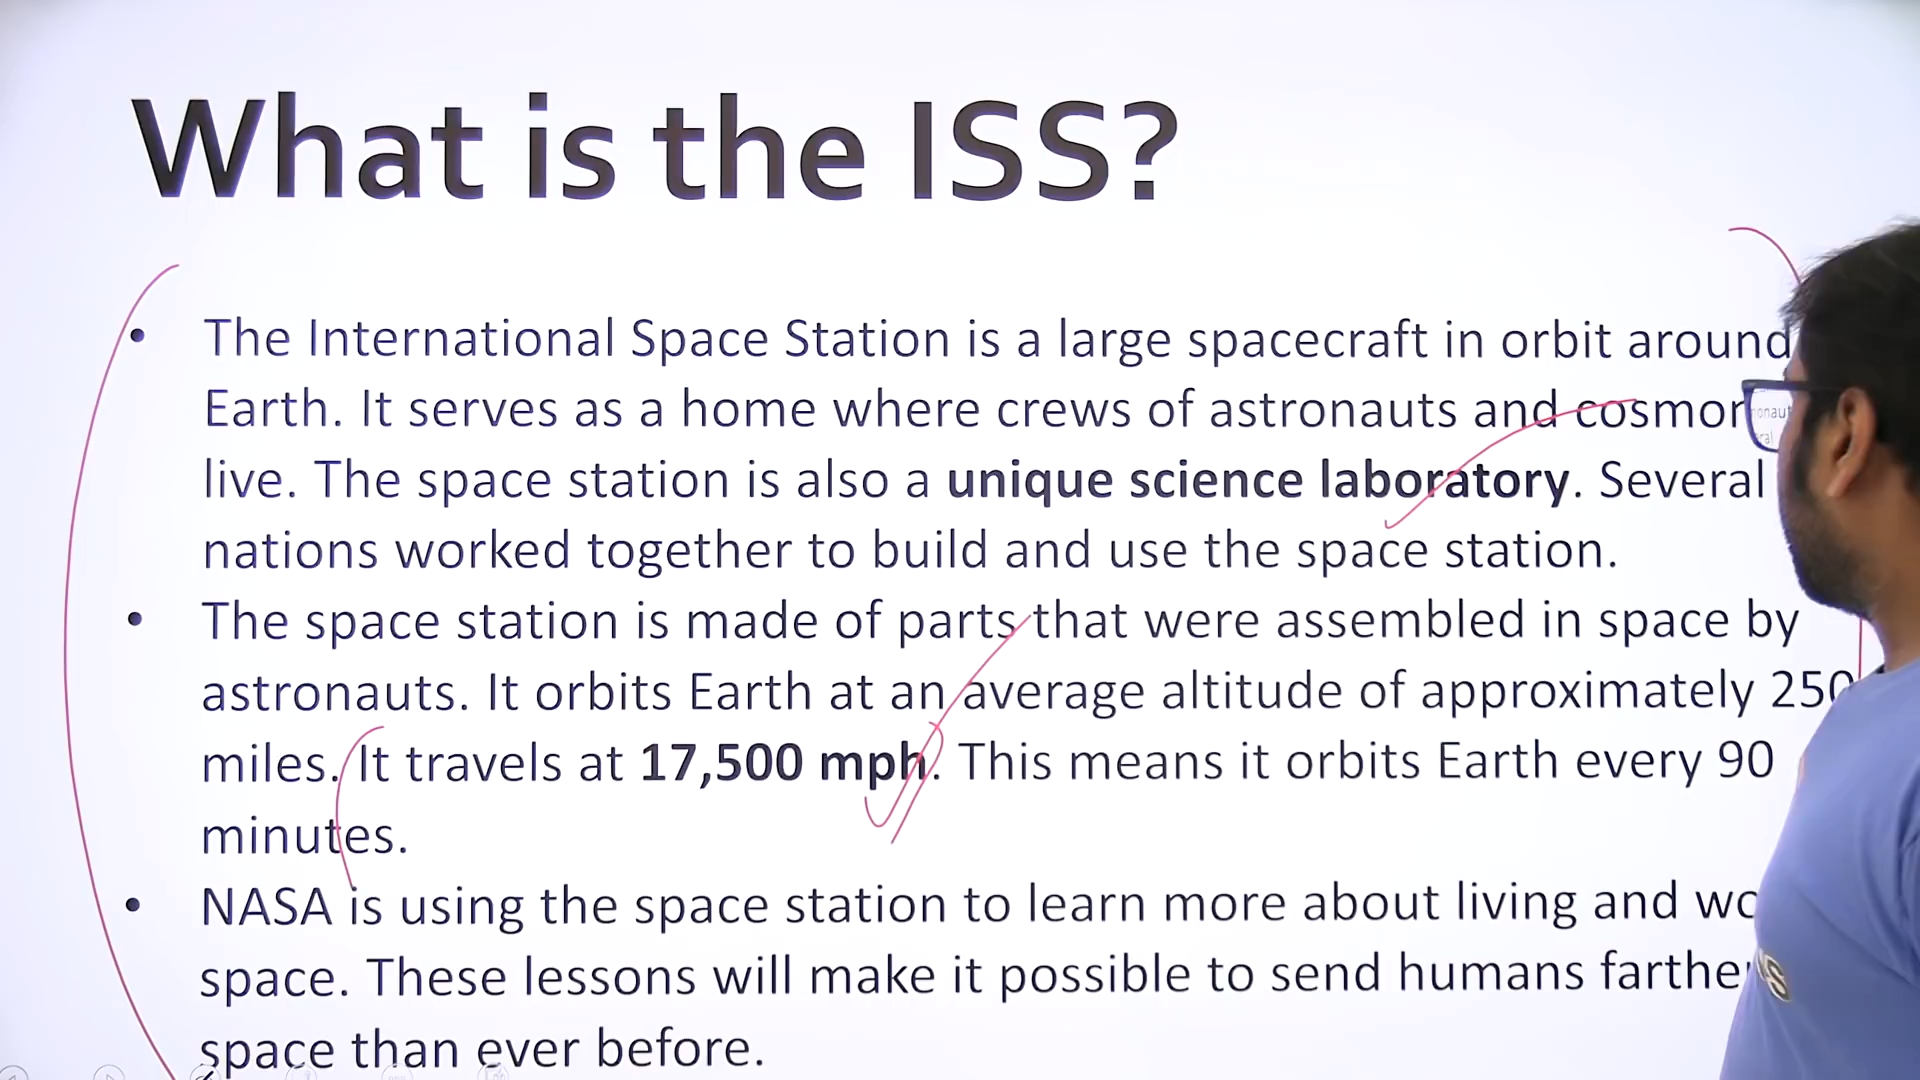 What is the ISS?
• The International Space Station is a large spacecraft in orbit around
Earth. It serves as a home where crews of astronauts and
live. The space station is also a unique science laboratory. Several
nations worked together to build and use the space station.
• The space station is made of parts that were assembled in space by
astronauts. It orbits Earth at an average altitude of approximately 250
miles. It travels at 17,500 mph. This means it orbits Earth every 90
minutes.
• NASA is using the space station to learn more about living and
space. These lessons will make it possible to send humans
space than ever before.